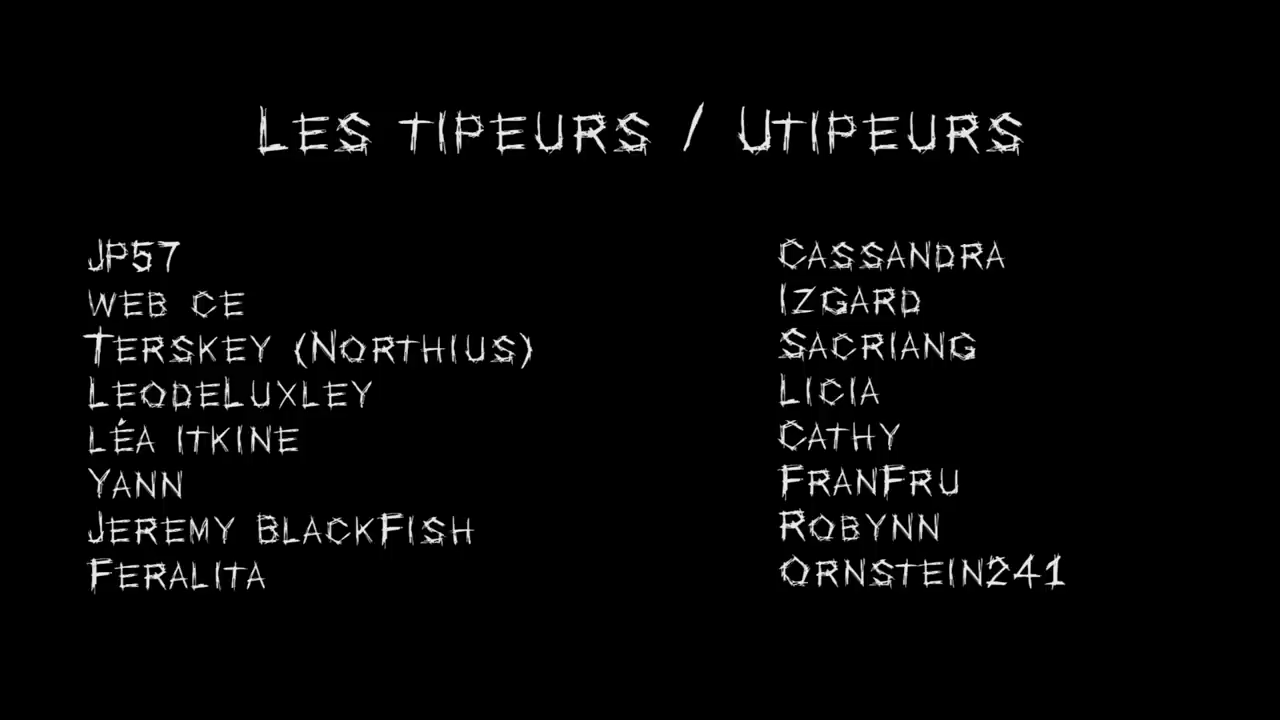 Les tipeurs / Utipeurs
JP57
web ce
Terskey (Northius)
LeodeLuxley
Léa itkine
Yann
Jeremy BlackFish
Feralita
Cassandra
Izgard
Sacriang
Licia
Cathy
FranFru
Robynn
Ornstein241